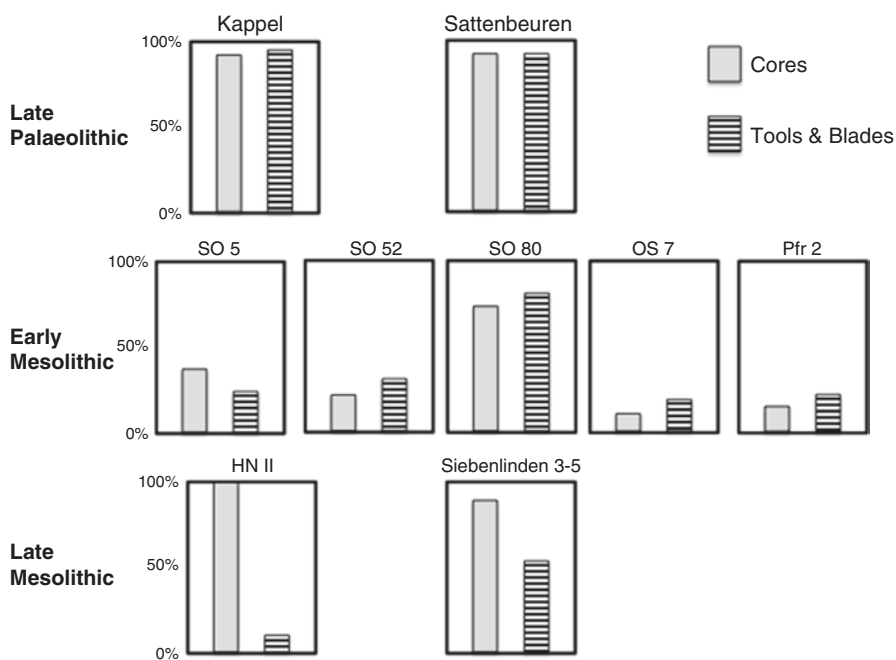 Kappel
Sattenbeuren
100%
Cores
Late
Palaeolithic
50%
Tools & Blades
0%
SO 5
SO 52
SO 80
OS 7
Pfr 2
100%
Early
Mesolithic
50%
0%
HN II
Siebenlinden 3-5
100%
Late
Mesolithic
50%
0%